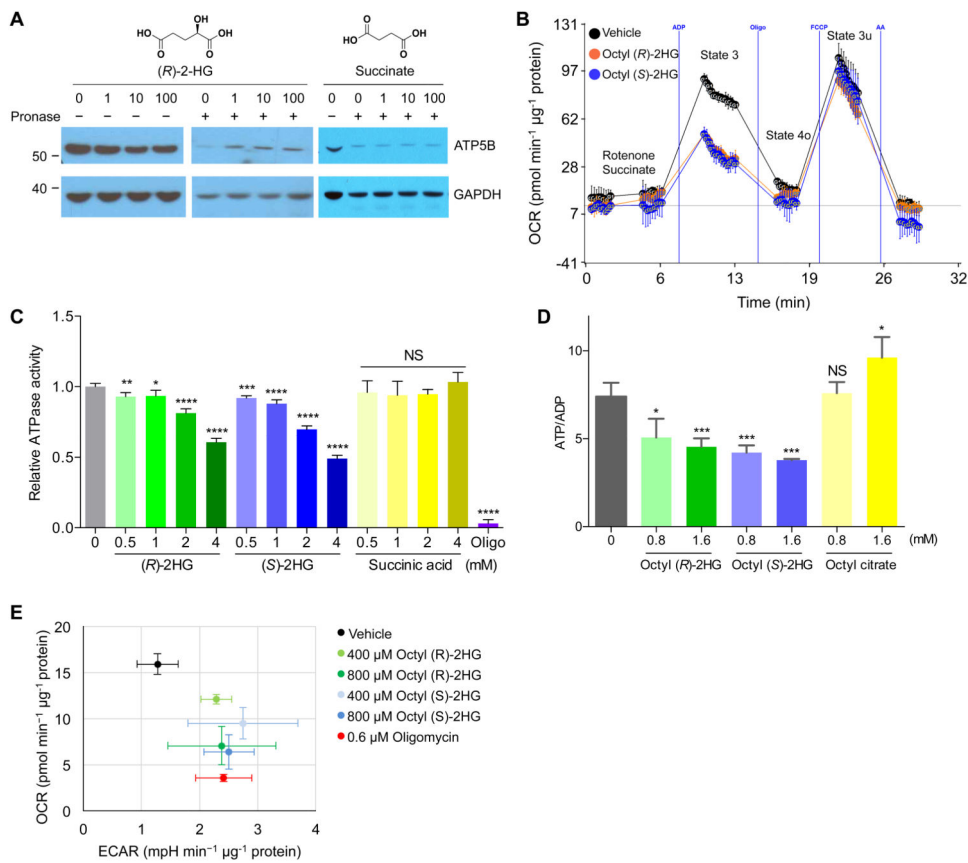 A
OH
HO
OH
O
O
(R)-2-HG
HO
O
OH
O
Succinate
0 1 10 100 0 1 10 100 0 0 1 10 100
Pronase − − − − + + + + − + + + +
50
ATP5B
40
GAPDH
B
OCR (pmol min⁻¹ µg⁻¹ protein)
131
97
62
28
7
-41
Vehicle
Octyl (R)-2HG
Octyl (S)-2HG
ADP
Oligo
FCCP
AA
State 3
State 3u
State 4o
Rotenone
Succinate
0 6 13 19 26 32
Time (min)
C
Relative ATPase activity
1.5
1.0
0.5
0.0
** * **** **** *** **** **** **** NS ****
0 0.5 1 2 4 0.5 1 2 4 0.5 1 2 4 Oligo
(R)-2HG (S)-2HG Succinic acid (mM)
D
ATP/ADP
10
5
0
* *** *** *** NS *
0 0.8 1.6 0.8 1.6 0.8 1.6 (mM)
Octyl (R)-2HG Octyl (S)-2HG Octyl citrate
E
OCR (pmol min⁻¹ µg⁻¹ protein)
20
15
10
5
0
0 1 2 3 4
ECAR (mpH min⁻¹ µg⁻¹ protein)
Vehicle
400 µM Octyl (R)-2HG
800 µM Octyl (R)-2HG
400 µM Octyl (S)-2HG
800 µM Octyl (S)-2HG
0.6 µM Oligomycin